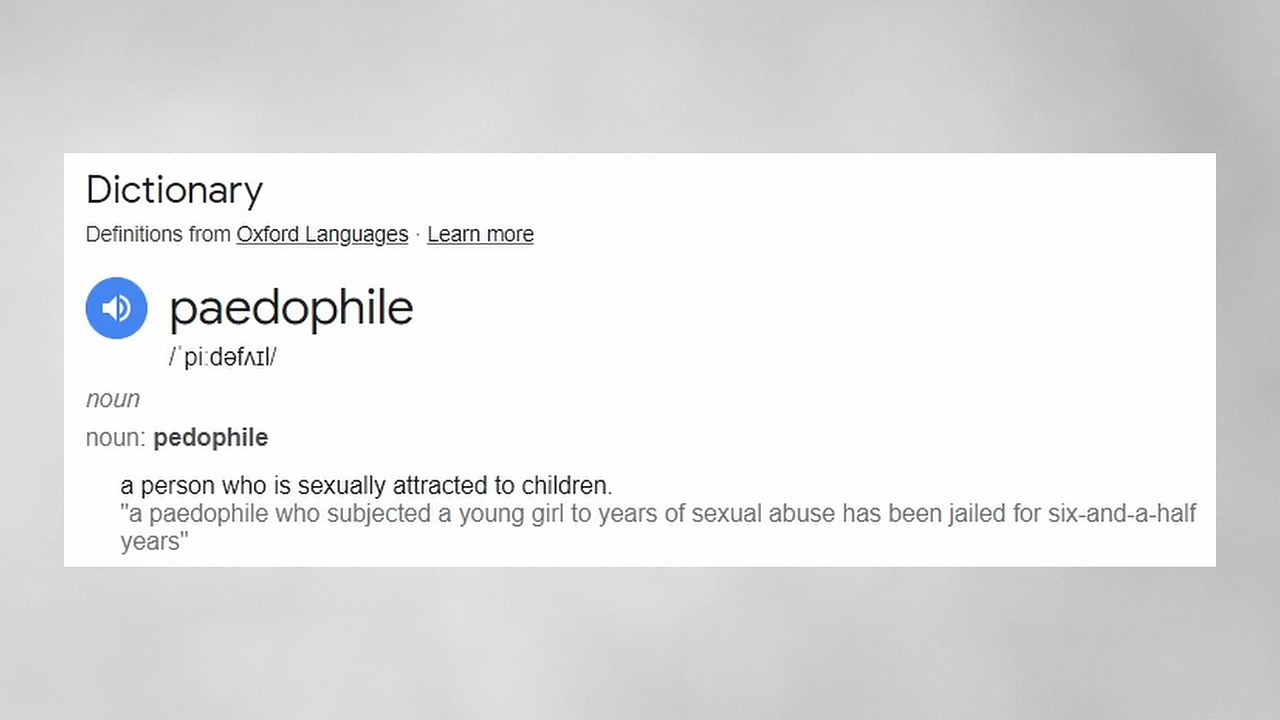 Dictionary
Definitions from Oxford Languages · Learn more
paedophile
/ˈpiːdəfʌɪl/
noun
noun: pedophile
a person who is sexually attracted to children.
"a paedophile who subjected a young girl to years of sexual abuse has been jailed for six-and-a-half
years"